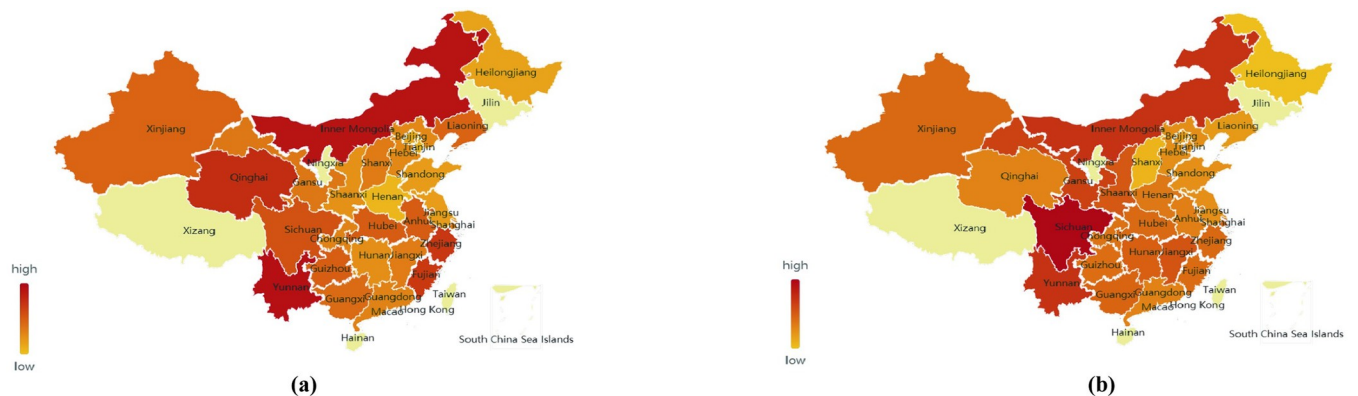 Heilongjiang
Jilin
Xinjiang
Inner Mongolia
Liaoning
Beijing
Tianjin
Hebei
Ningxia
Shanxi
Qinghai
Gansu
Shandong
Shaanxi
Henan
Xizang
Jiangsu
Sichuan
Hubei
Anhui
Shanghai
Chongqing
Zhejiang
Hunan
Jiangxi
Guizhou
Fujian
Yunnan
Guangxi
Guangdong
Taiwan
Macao
Hong Kong
Hainan
South China Sea Islands
high
low
(a)
Heilongjiang
Jilin
Xinjiang
Inner Mongolia
Liaoning
Beijing
Tianjin
Hebei
Ningxia
Shanxi
Qinghai
Gansu
Shandong
Shaanxi
Henan
Xizang
Jiangsu
Sichuan
Hubei
Anhui
Shanghai
Chongqing
Zhejiang
Hunan
Jiangxi
Guizhou
Fujian
Yunnan
Guangxi
Guangdong
Taiwan
Macao
Hong Kong
Hainan
South China Sea Islands
high
low
(b)